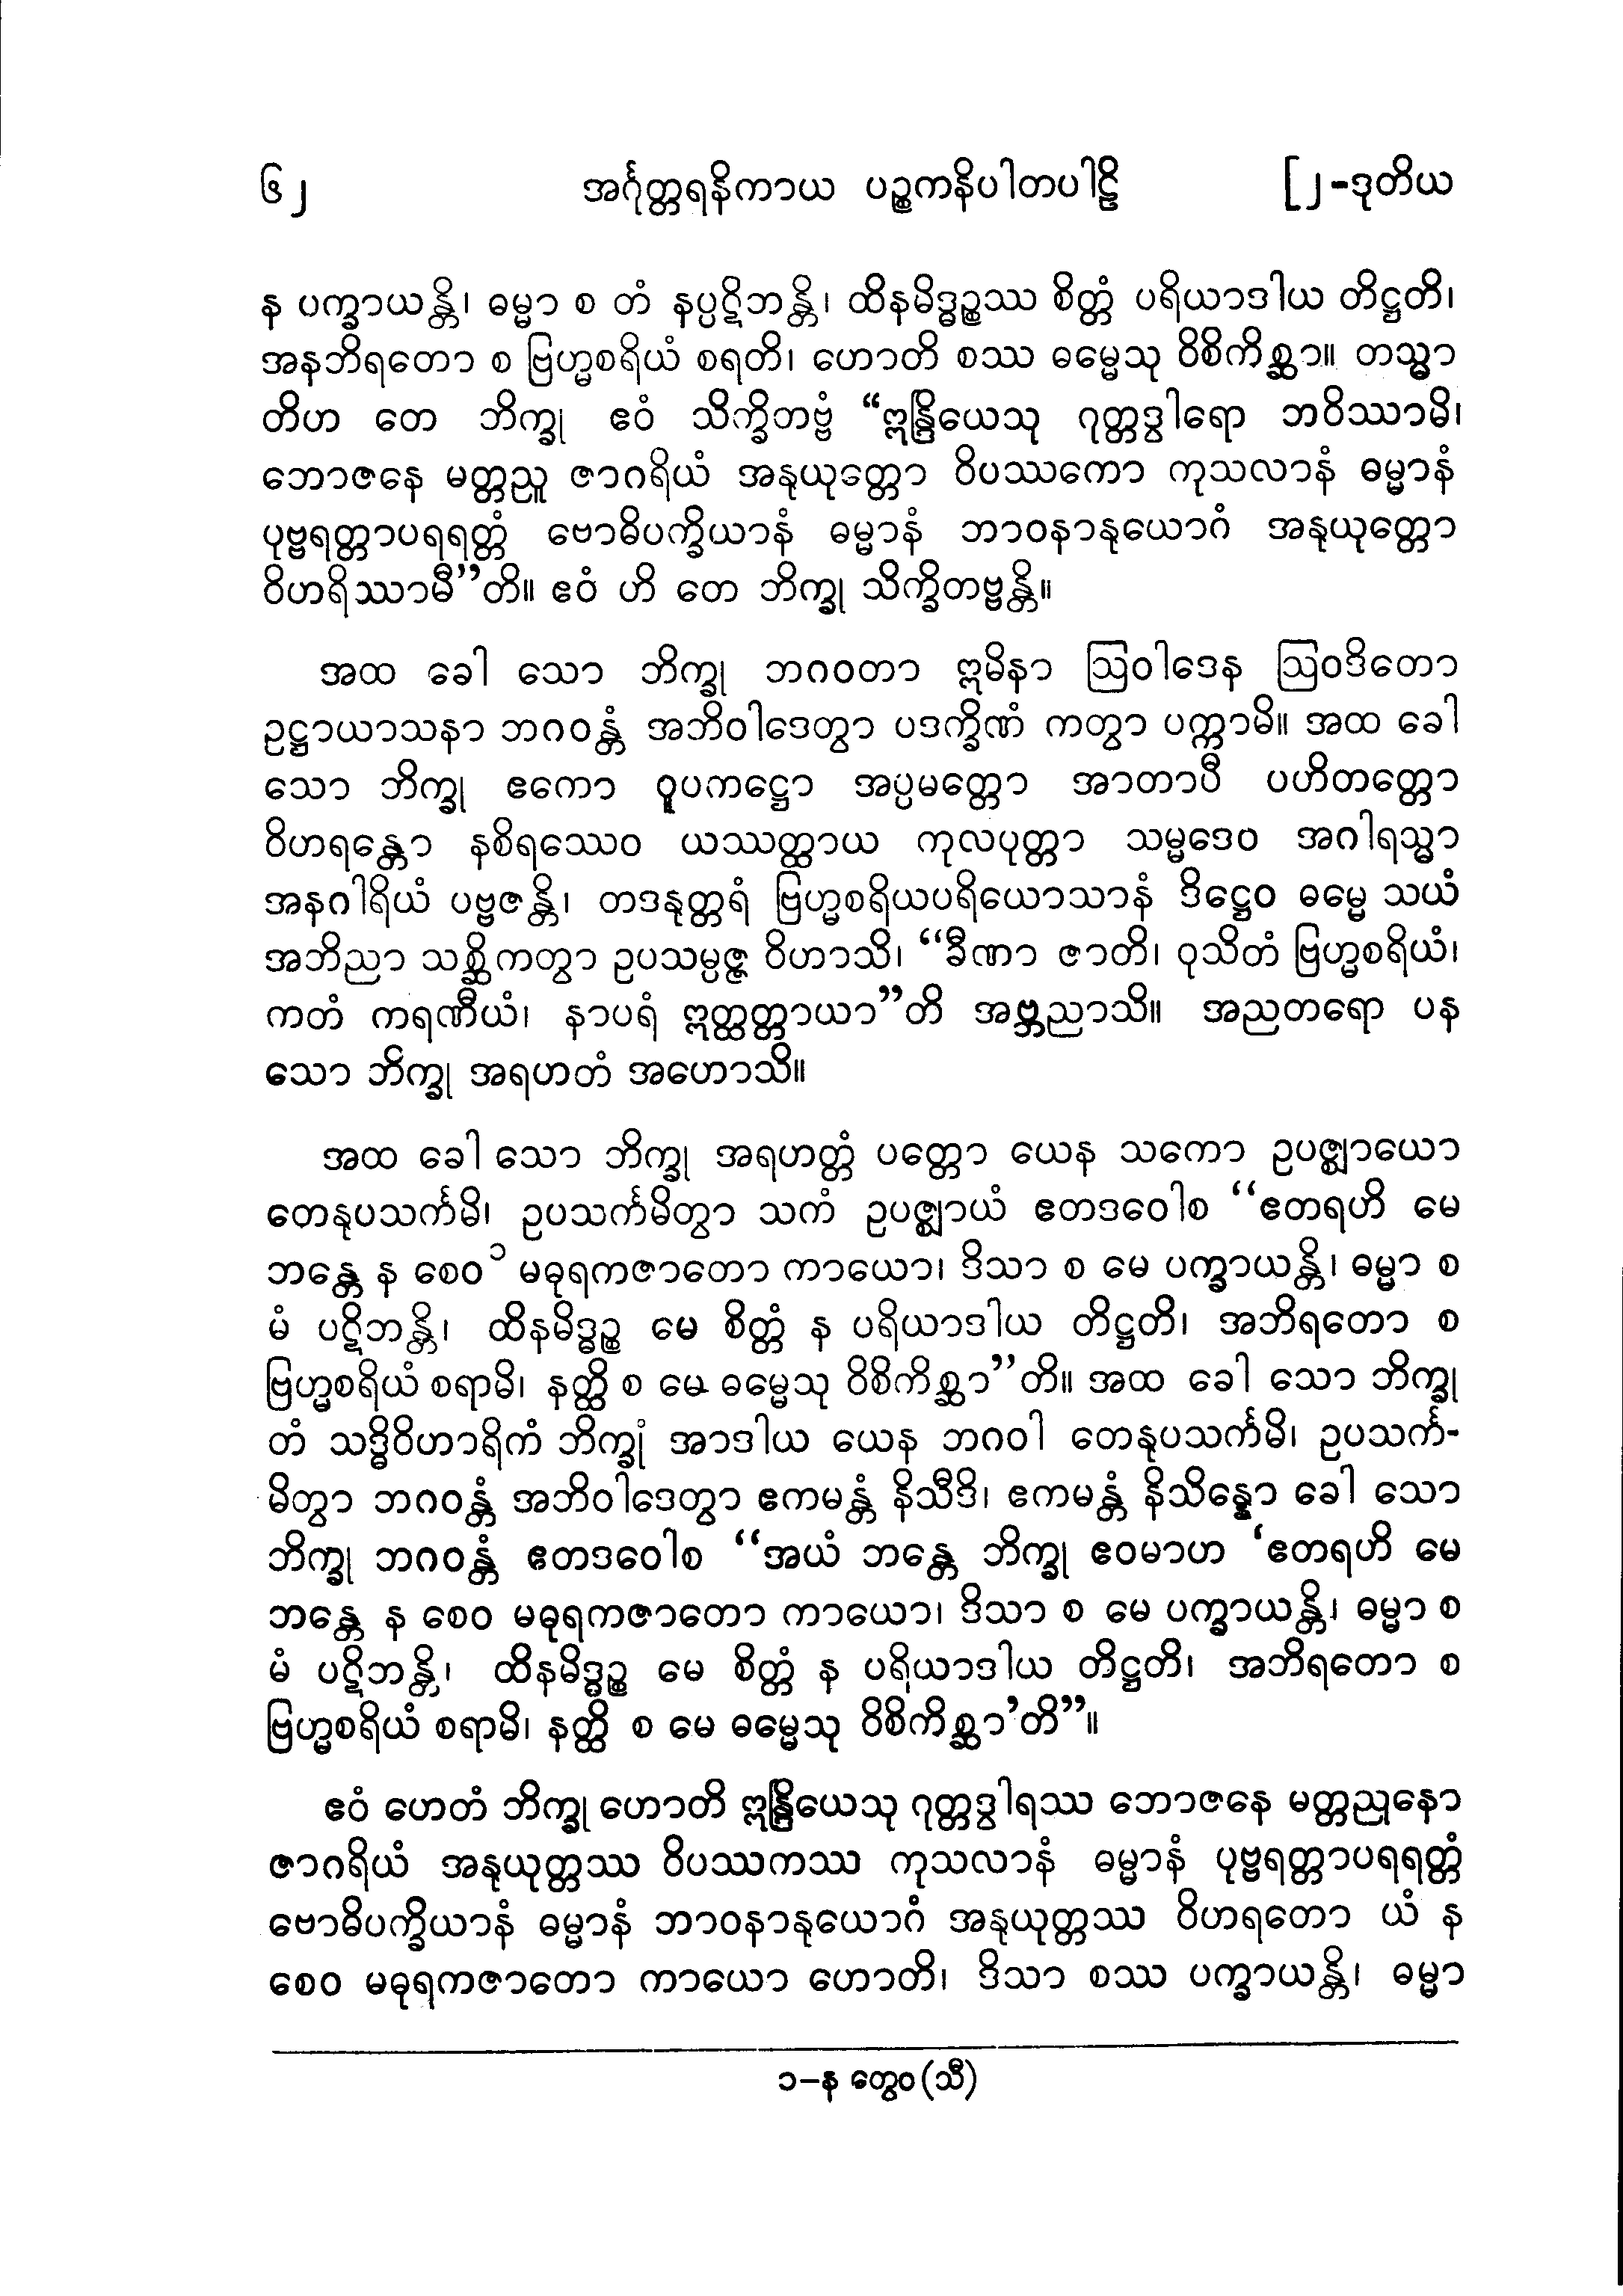 ၆၂ အင်္ဂုတ္တရနိကာယ ပဉ္စကနိပါတပါဠိ [၂-ဒုတိယ
န ပက္ခာယန္တိ၊ ဓမ္မာ စ တံ နပ္ပဋိဘန္တိ၊ ထိနမိဒ္ဓဉ္စဿ စိတ္တံ ပရိယာဒါယ တိဋ္ဌတိ၊
အနဘိရတော စ ဗြဟ္မစရိယံ စရတိ၊ ဟောတိ စဿ ဓမ္မေသု ဝိစိကိစ္ဆာ။ တသ္မာ
တိဟ တေ ဘိက္ခု ဧဝံ သိက္ခိတဗ္ဗံ “ဣန္ဒြိယေသု ဂုတ္တဒွါရော ဘဝိဿာမိ၊
ဘောဇနေ မတ္တညူ ဇာဂရိယံ အနုယုတ္တော ဝိပဿကော ကုသလာနံ ဓမ္မာနံ
ပုဗ္ဗရတ္တာပရရတ္တံ ဗောဓိပက္ခိယာနံ ဓမ္မာနံ ဘာဝနာနုယောဂံ အနုယုတ္တော
ဝိဟရိဿာမီ”တိ။ ဧဝံ ဟိ တေ ဘိက္ခု သိက္ခိတဗ္ဗန္တိ။
အထ ခေါ သော ဘိက္ခု ဘဂဝတာ ဣမိနာ ဩဝါဒေန ဩဝဒိတော
ဥဋ္ဌာယာသနာ ဘဂဝန္တံ အဘိဝါဒေတွာ ပဒက္ခိဏံ ကတွာ ပက္ကာမိ။ အထ ခေါ
သော ဘိက္ခု ဧကော ဝူပကဋ္ဌော အပ္ပမတ္တော အာတာပီ ပဟိတတ္တော
ဝိဟရန္တော နစိရဿေဝ ယဿတ္ထာယ ကုလပုတ္တာ သမ္မဒေဝ အဂါရသ္မာ
အနဂါရိယံ ပဗ္ဗဇန္တိ၊ တဒနုတ္တရံ ဗြဟ္မစရိယပရိယောသာနံ ဒိဋ္ဌေဝ ဓမ္မေ သယံ
အဘိညာ သစ္ဆိကတွာ ဥပသမ္ပဇ္ဇ ဝိဟာသိ၊ “ခီဏာ ဇာတိ၊ ဝုသိတံ ဗြဟ္မစရိယံ၊
ကတံ ကရဏီယံ၊ နာပရံ ဣတ္ထတ္တာယာ”တိ အဗ္ဘညာသိ။ အညတရော ပန
သော ဘိက္ခု အရဟတံ အဟောသိ။
အထ ခေါ သော ဘိက္ခု အရဟတ္တံ ပတ္တော ယေန သကော ဥပဇ္ဈာယော
တေနုပသင်္ကမိ၊ ဥပသင်္ကမိတွာ သကံ ဥပဇ္ဈာယံ ဧတဒဝေါစ “ဧတရဟိ မေ
ဘန္တေ န စေဝ ၁ မဓုရကဇာတော ကာယော၊ ဒိသာ စ မေ ပက္ခာယန္တိ၊ ဓမ္မာ စ
မံ ပဋိဘန္တိ၊ ထိနမိဒ္ဓဉ္စ မေ စိတ္တံ န ပရိယာဒါယ တိဋ္ဌတိ၊ အဘိရတော စ
ဗြဟ္မစရိယံ စရာမိ၊ နတ္ထိ စ မေ ဓမ္မေသု ဝိစိကိစ္ဆာ”တိ။ အထ ခေါ သော ဘိက္ခု
တံ သဒ္ဓိဝိဟာရိကံ ဘိက္ခုံ အာဒါယ ယေန ဘဂဝါ တေနုပသင်္ကမိ၊ ဥပသင်္က-
မိတွာ ဘဂဝန္တံ အဘိဝါဒေတွာ ဧကမန္တံ နိသီဒိ၊ ဧကမန္တံ နိသိန္နော ခေါ သော
ဘိက္ခု ဘဂဝန္တံ ဧတဒဝေါစ “အယံ ဘန္တေ ဘိက္ခု ဧဝမာဟ ‘ဧတရဟိ မေ
ဘန္တေ န စေဝ မဓုရကဇာတော ကာယော၊ ဒိသာ စ မေ ပက္ခာယန္တိ၊ ဓမ္မာ စ
မံ ပဋိဘန္တိ၊ ထိနမိဒ္ဓဉ္စ မေ စိတ္တံ န ပရိယာဒါယ တိဋ္ဌတိ၊ အဘိရတော စ
ဗြဟ္မစရိယံ စရာမိ၊ နတ္ထိ စ မေ ဓမ္မေသု ဝိစိကိစ္ဆာ’တိ”။
ဧဝံ ဟေတံ ဘိက္ခု ဟောတိ ဣန္ဒြိယေသု ဂုတ္တဒွါရဿ ဘောဇနေ မတ္တညုနော
ဇာဂရိယံ အနုယုတ္တဿ ဝိပဿကဿ ကုသလာနံ ဓမ္မာနံ ပုဗ္ဗရတ္တာပရရတ္တံ
ဗောဓိပက္ခိယာနံ ဓမ္မာနံ ဘာဝနာနုယောဂံ အနုယုတ္တဿ ဝိဟရတော ယံ န
စေဝ မဓုရကဇာတော ကာယော ဟောတိ၊ ဒိသာ စဿ ပက္ခာယန္တိ၊ ဓမ္မာ
၁-န တွေဝ (သီ)